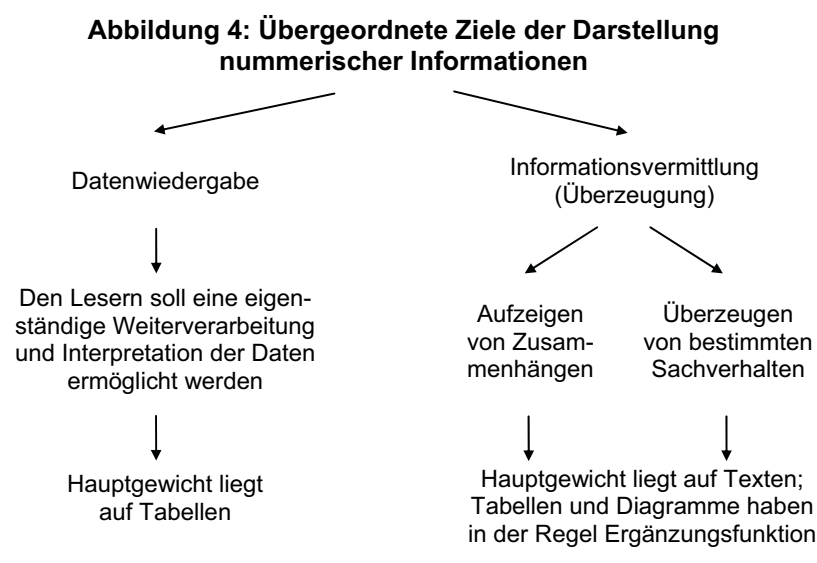 Abbildung 4: Übergeordnete Ziele der Darstellung
nummerischer Informationen
Datenwiedergabe
Informationsvermittlung
(Überzeugung)
Den Lesern soll eine eigen-
ständige Weiterverarbeitung
und Interpretation der Daten
ermöglicht werden
Aufzeigen
von Zusam-
menhängen
Überzeugen
von bestimmten
Sachverhalten
Hauptgewicht liegt
auf Tabellen
Hauptgewicht liegt auf Texten;
Tabellen und Diagramme haben
in der Regel Ergänzungsfunktion